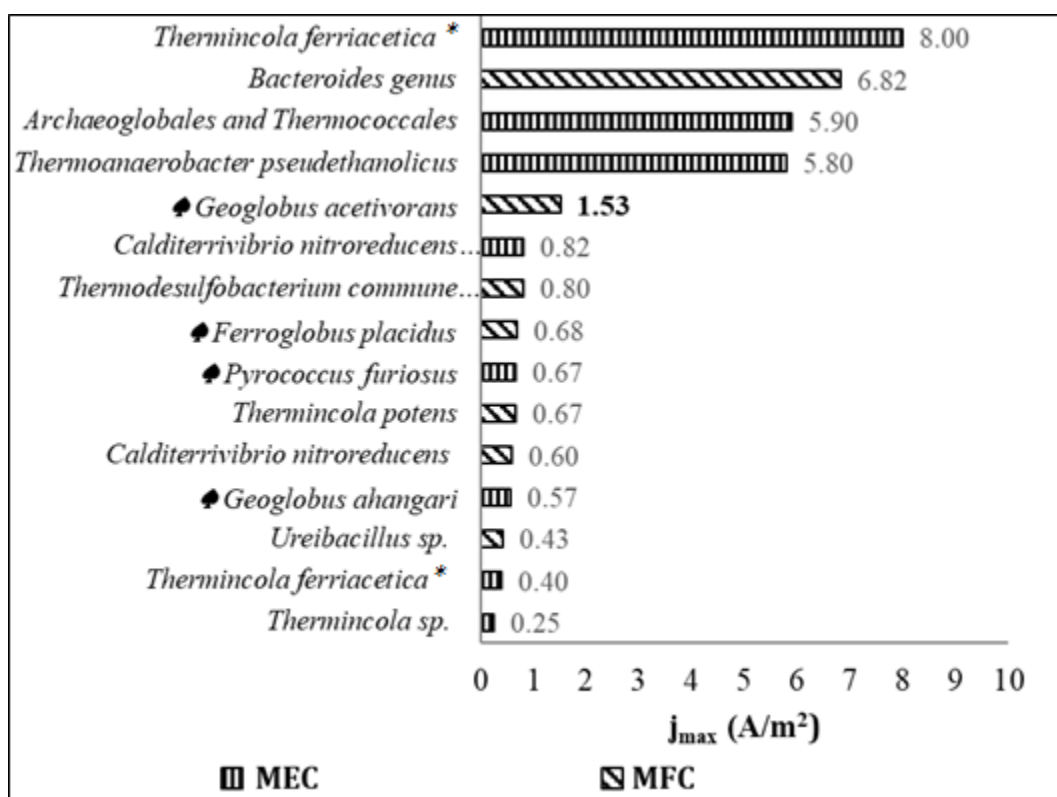 Thermincola ferriacetica * 8.00
Bacteroides genus 6.82
Archaeoglobales and Thermococcales 5.90
Thermoanaerobacter pseudethanolicus 5.80
♠Geoglobus acetivorans 1.53
Calditerrivibrio nitroreducens... 0.82
Thermodesulfobacterium commune... 0.80
♠Ferroglobus placidus 0.68
♠Pyrococcus furiosus 0.67
Thermincola potens 0.67
Calditerrivibrio nitroreducens 0.60
♠Geoglobus ahangari 0.57
Ureibacillus sp. 0.43
Thermincola ferriacetica * 0.40
Thermincola sp. 0.25
0 1 2 3 4 5 6 7 8 9 10
jmax (A/m²)
MEC MFC